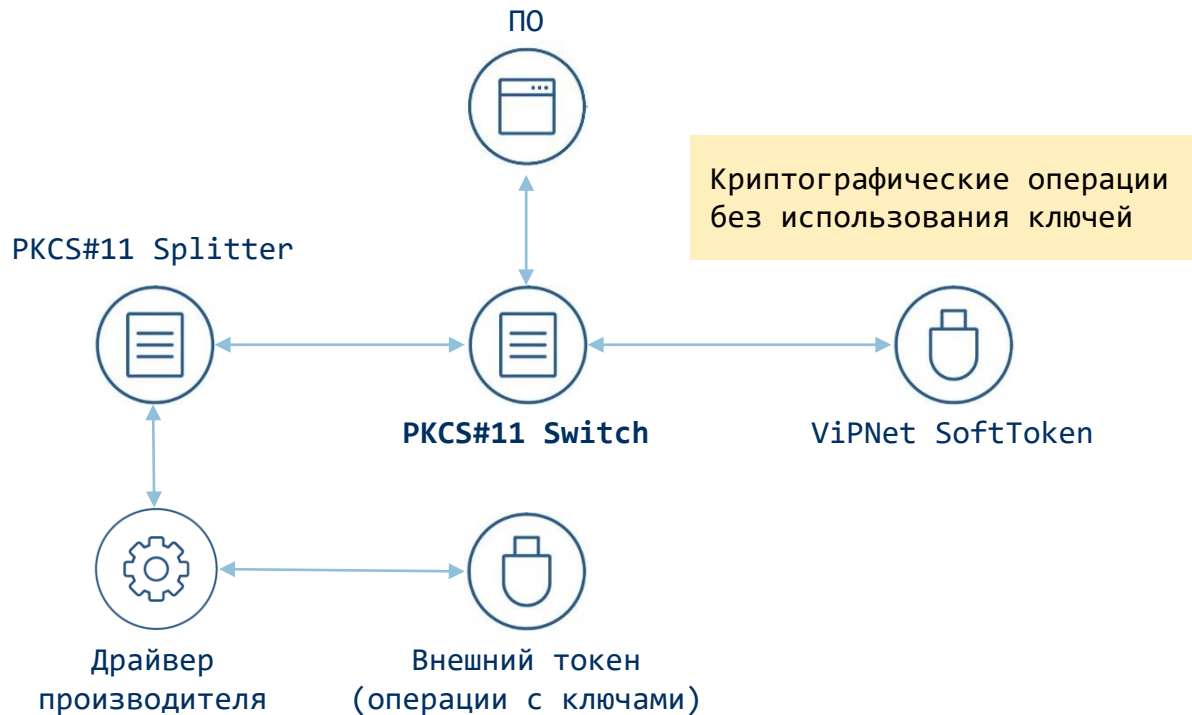 ПО
Криптографические операции
без использования ключей
PKCS#11 Splitter
PKCS#11 Switch
ViPNet SoftToken
Драйвер
производителя
Внешний токен
(операции с ключами)